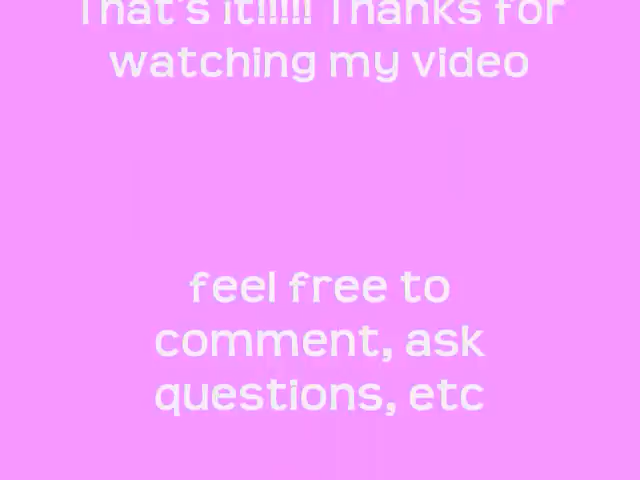 That's it!!!!! Thanks for
watching my video
feel free to
comment, ask
questions, etc